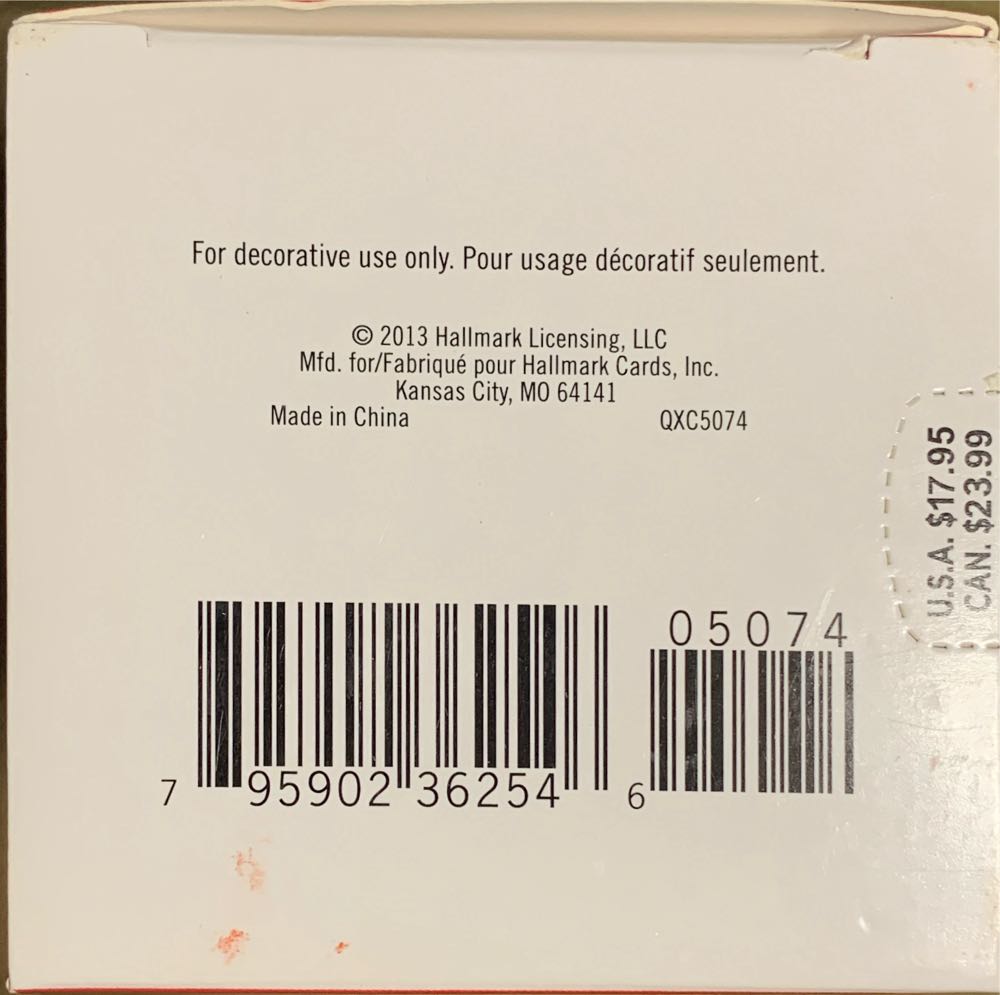 For decorative use only. Pour usage décoratif seulement.
© 2013 Hallmark Licensing, LLC
Mfd. for/Fabriqué pour Hallmark Cards, Inc.
Kansas City, MO 64141
Made in China QXC5074
U.S.A. $17.95
CAN. $23.99
05074
7 95902 36254 6